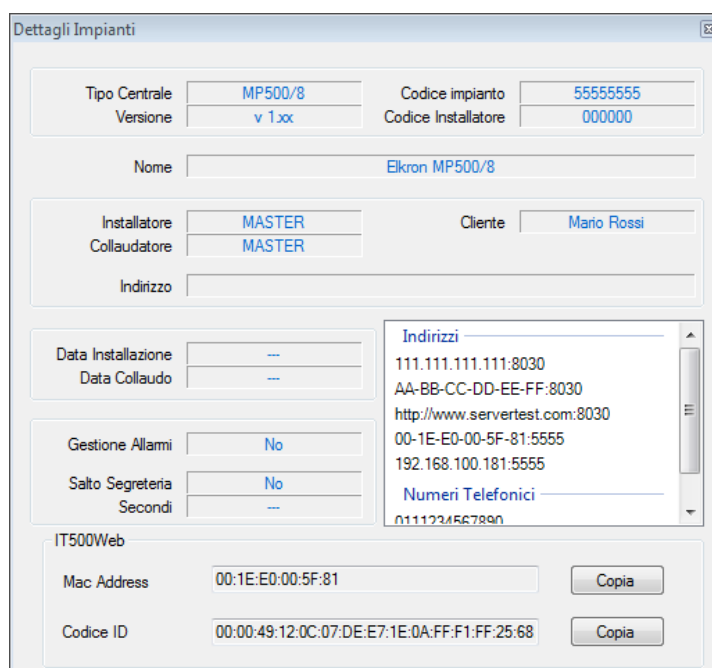 Dettagli Impianti
Tipo Centrale MP500/8 Codice impianto 55555555
Versione v 1.xx Codice Installatore 000000
Nome Elkron MP500/8
Installatore MASTER Cliente Mario Rossi
Collaudatore MASTER
Indirizzo
Data Installazione ---
Data Collaudo ---
Gestione Allarmi No
Salto Segreteria No
Secondi ---
Indirizzi
111.111.111.111:8030
AA-BB-CC-DD-EE-FF:8030
http://www.servertest.com:8030
00-1E-E0-00-5F-81:5555
192.168.100.181:5555
Numeri Telefonici
0111234567890
IT500Web
Mac Address 00:1E:E0:00:5F:81 Copia
Codice ID 00:00:49:12:0C:07:DE:E7:1E:0A:FF:F1:FF:25:68 Copia